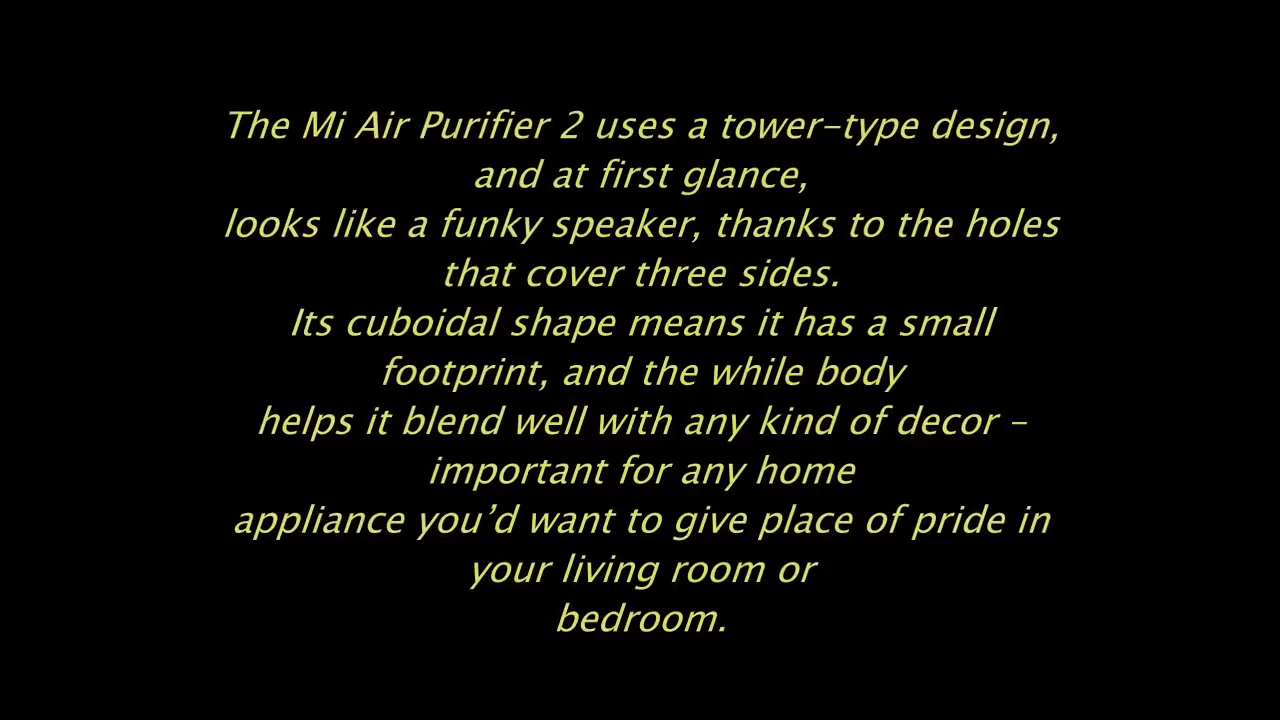 The Mi Air Purifier 2 uses a tower-type design,
and at first glance,
looks like a funky speaker, thanks to the holes
that cover three sides.
Its cuboidal shape means it has a small
footprint, and the while body
helps it blend well with any kind of decor –
important for any home
appliance you’d want to give place of pride in
your living room or
bedroom.